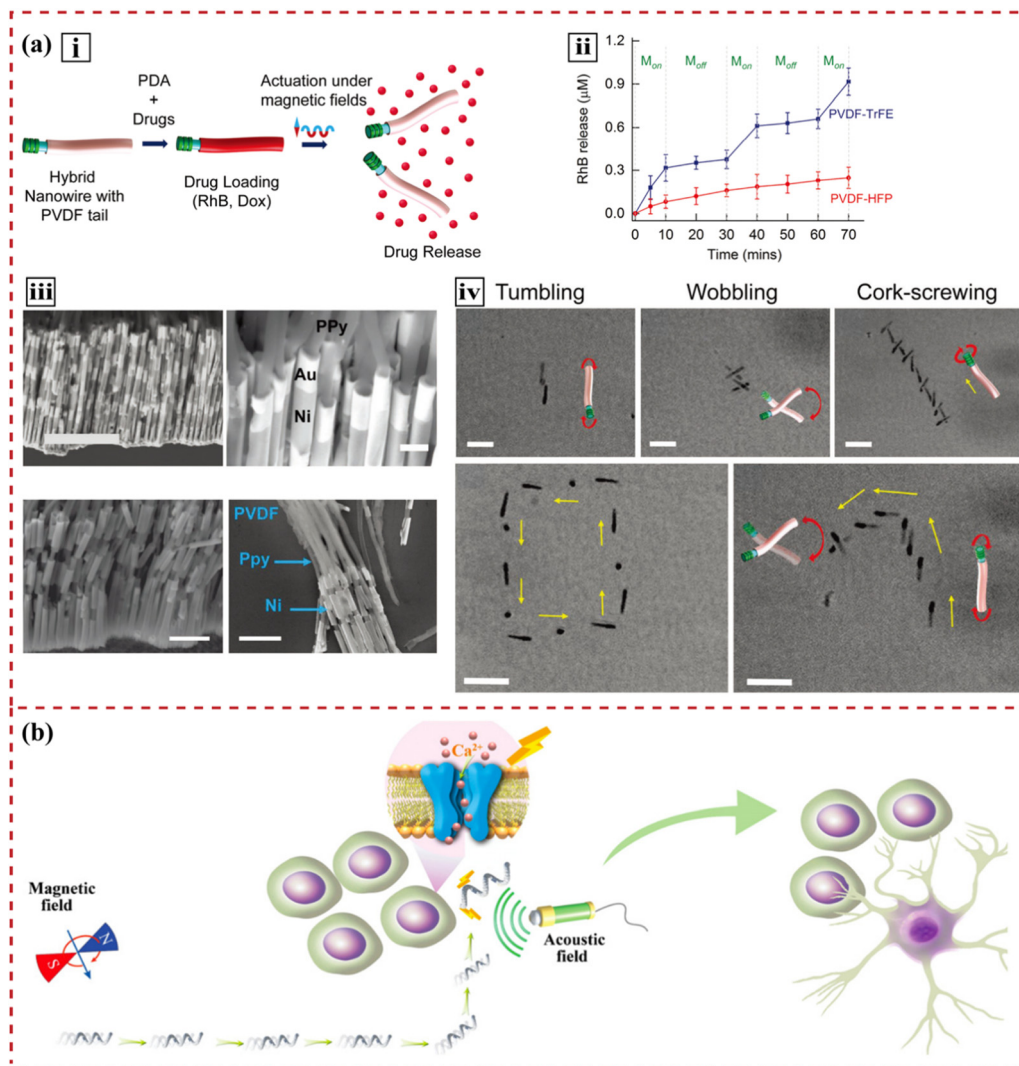 (a)
i
PDA
+
Drugs
Actuation under
magnetic fields
Hybrid
Nanowire with
PVDF tail
Drug Loading
(RhB, Dox)
Drug Release
ii
RhB release (μM)
1.2
0.9
0.6
0.3
0.0
Mon
Moff
Mon
Moff
Mon
PVDF-TrFE
PVDF-HFP
0 10 20 30 40 50 60 70
Time (mins)
iii
PPy
Au
Ni
PVDF
Ppy
Ni
iv
Tumbling
Wobbling
Cork-screwing
(b)
Ca²⁺
Magnetic
field
N
S
Acoustic
field